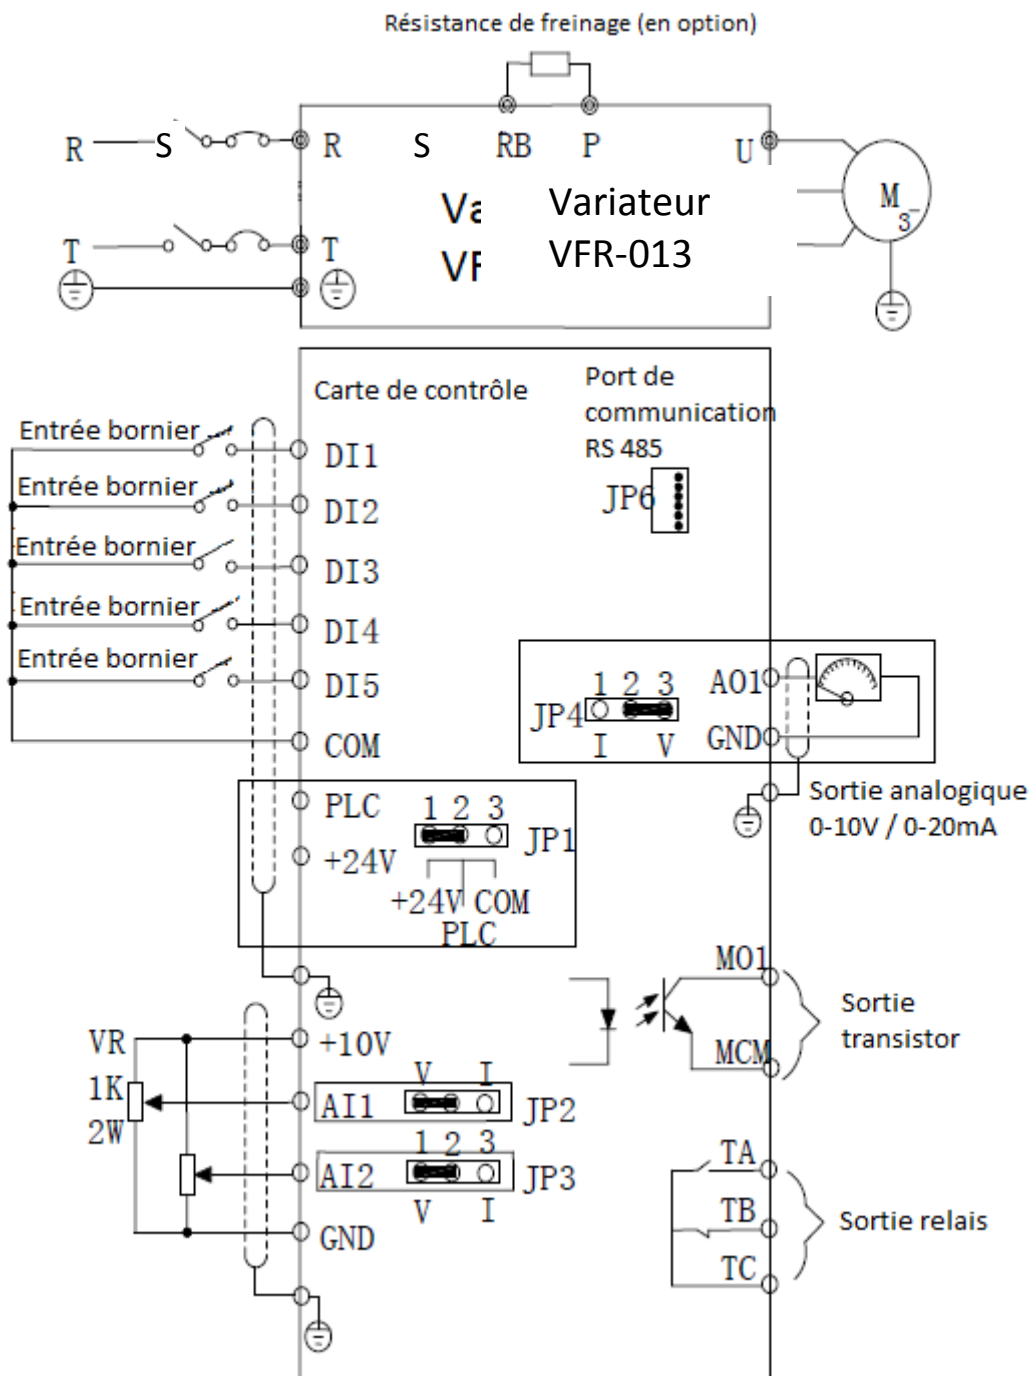 Résistance de freinage (en option)
R S R S RB P U
Va Variateur
VF VFR-013
M
3~
T T
Carte de contrôle
Port de
communication
RS 485
JP6
Entrée bornier DI1
Entrée bornier DI2
Entrée bornier DI3
Entrée bornier DI4
Entrée bornier DI5
COM
1 2 3 AO1
JP4
I V GND
Sortie analogique
0-10V / 0-20mA
PLC 1 2 3
JP1
+24V
+24V COM
PLC
MO1
Sortie
transistor
MCM
VR +10V
1K
2W
V I
AI1 JP2
1 2 3
AI2 JP3
V I
GND
TA
TB
Sortie relais
TC